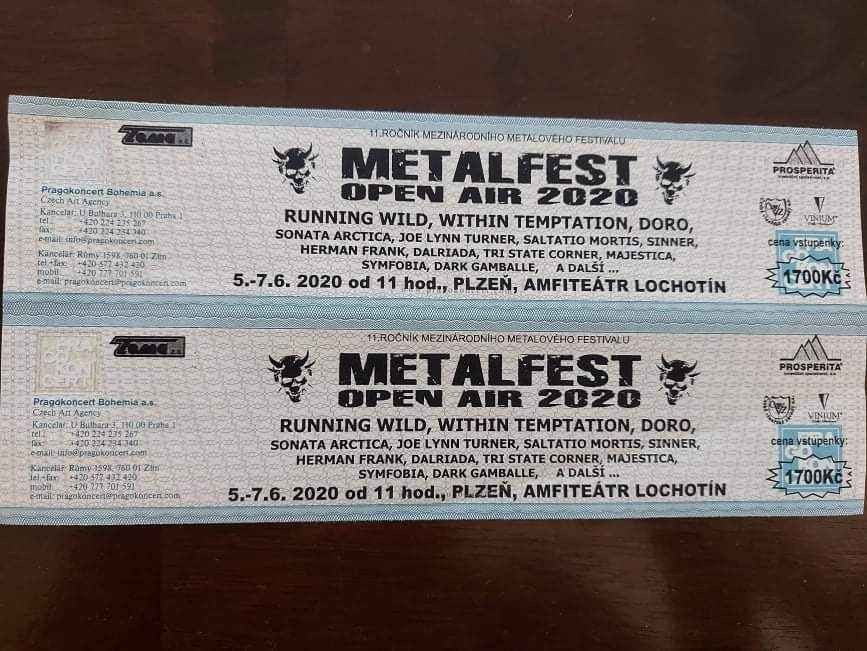 Zema a.s.
11.ROČNÍK MEZINÁRODNÍHO METALOVÉHO FESTIVALU
METALFEST
OPEN AIR 2020
RUNNING WILD, WITHIN TEMPTATION, DORO,
SONATA ARCTICA, JOE LYNN TURNER, SALTATIO MORTIS, SINNER,
HERMAN FRANK, DALRIADA, TRI STATE CORNER, MAJESTICA,
SYMFOBIA, DARK GAMBALLE, A DALŠÍ ...
5.-7.6. 2020 od 11 hod., PLZEŇ, AMFITEÁTR LOCHOTÍN
Pragokoncert Bohemia a.s.
Czech Art Agency
Kancelář: U Bulhara 3, 110 00 Praha 1
tel.: +420 224 235 267
fax: +420 224 234 340
e-mail: info@pragokoncert.com
Kancelář: Růmy 1598, 760 01 Zlín
tel.+fax: +420 577 432 420
mobil: +420 777 701 591
e-mail: pragokoncert@pragokoncert.com
PROSPERITA
VINIUM
cena vstupenky:
1700Kč
Zema a.s.
11.ROČNÍK MEZINÁRODNÍHO METALOVÉHO FESTIVALU
METALFEST
OPEN AIR 2020
RUNNING WILD, WITHIN TEMPTATION, DORO,
SONATA ARCTICA, JOE LYNN TURNER, SALTATIO MORTIS, SINNER,
HERMAN FRANK, DALRIADA, TRI STATE CORNER, MAJESTICA,
SYMFOBIA, DARK GAMBALLE, A DALŠÍ ...
5.-7.6. 2020 od 11 hod., PLZEŇ, AMFITEÁTR LOCHOTÍN
Pragokoncert Bohemia a.s.
Czech Art Agency
Kancelář: U Bulhara 3, 110 00 Praha 1
tel.: +420 224 235 267
fax: +420 224 234 340
e-mail: info@pragokoncert.com
Kancelář: Růmy 1598, 760 01 Zlín
tel.+fax: +420 577 432 420
mobil: +420 777 701 591
e-mail: pragokoncert@pragokoncert.com
PROSPERITA
VINIUM
cena vstupenky:
1700Kč